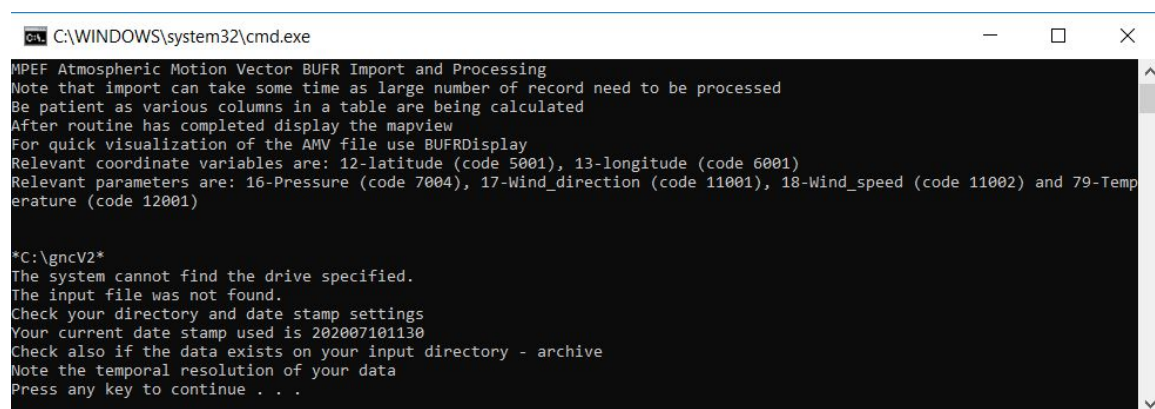 C:\WINDOWS\system32\cmd.exe
MPEF Atmospheric Motion Vector BUFR Import and Processing
Note that import can take some time as large number of record need to be processed
Be patient as various columns in a table are being calculated
After routine has completed display the mapview
For quick visualization of the AMV file use BUFRDisplay
Relevant coordinate variables are: 12-latitude (code 5001), 13-longitude (code 6001)
Relevant parameters are: 16-Pressure (code 7004), 17-Wind_direction (code 11001), 18-Wind_speed (code 11002) and 79-Temp
erature (code 12001)
*C:\gncV2*
The system cannot find the drive specified.
The input file was not found.
Check your directory and date stamp settings
Your current date stamp used is 202007101130
Check also if the data exists on your input directory - archive
Note the temporal resolution of your data
Press any key to continue . . .